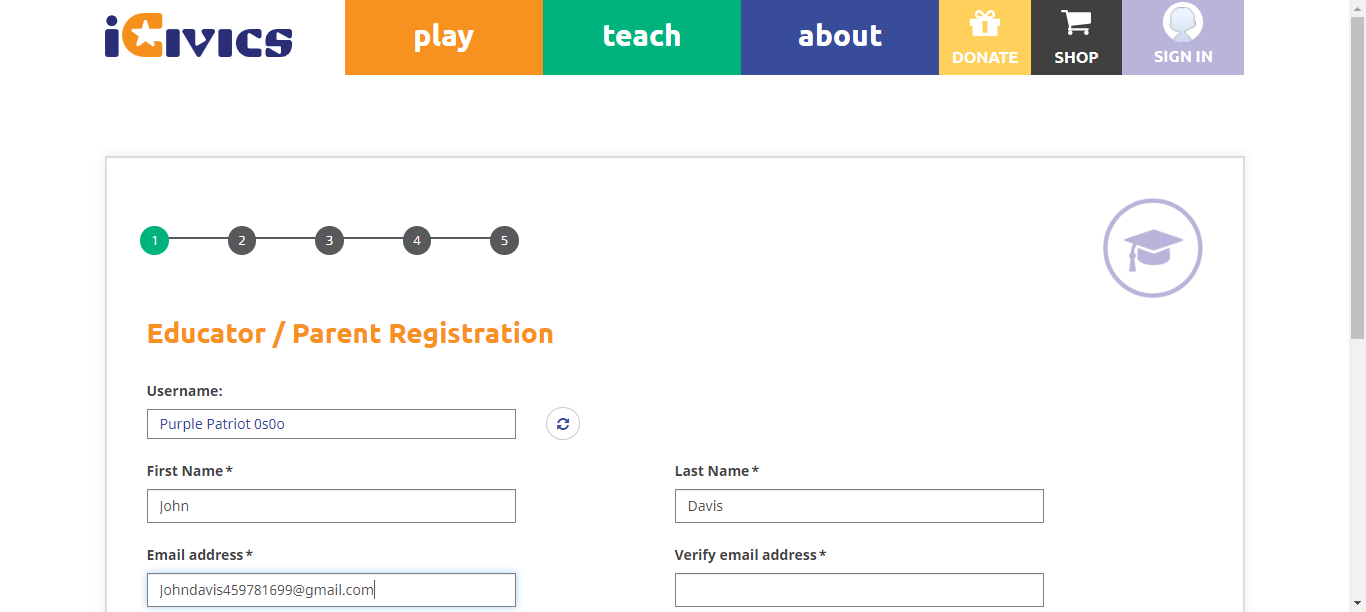 iCivics
play
teach
about
DONATE
SHOP
SIGN IN
1 2 3 4 5
Educator / Parent Registration
Username:
Purple Patriot 0s0o
First Name* Last Name*
John Davis
Email address* Verify email address*
Johndavis459781699@gmail.com